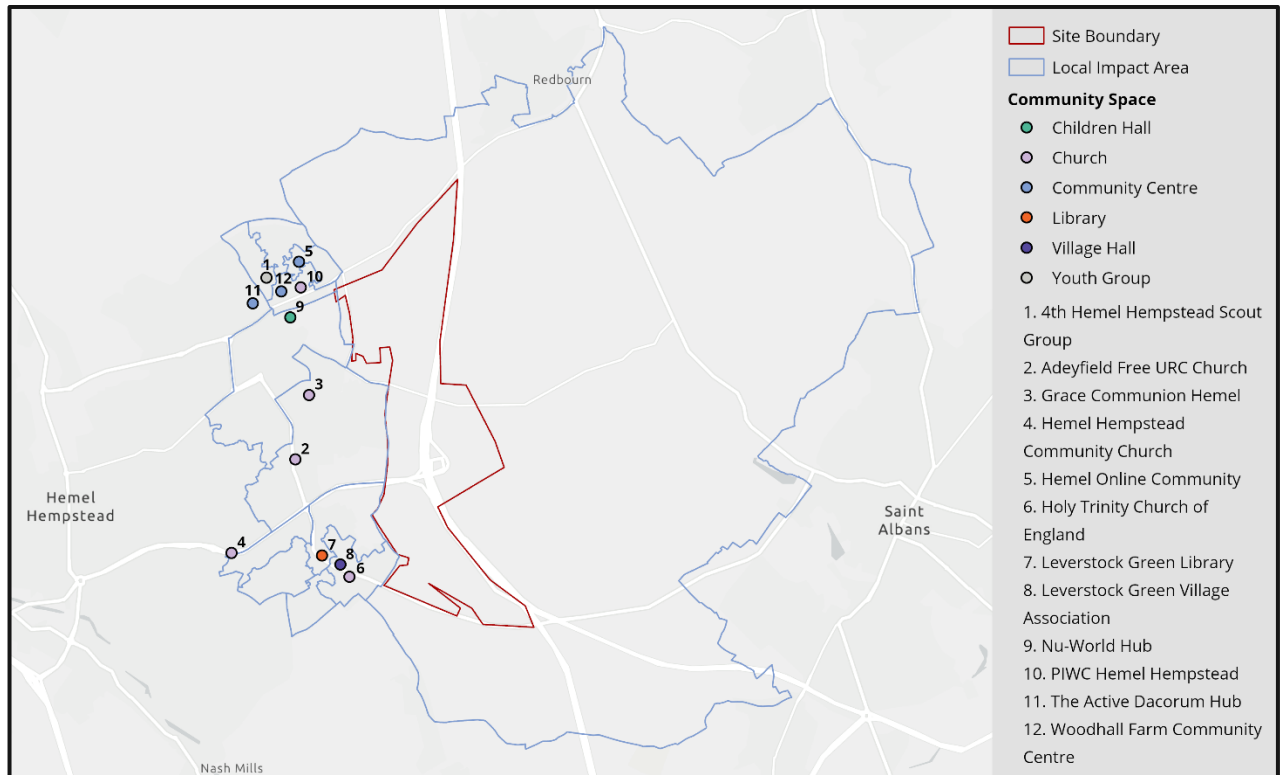 Redbourn
5
1
10
12
11
9
3
2
Hemel
Hempstead
Saint
Albans
4
7
8
6
Nash Mills
Site Boundary
Local Impact Area
Community Space
Children Hall
Church
Community Centre
Library
Village Hall
Youth Group
1. 4th Hemel Hempstead Scout
Group
2. Adeyfield Free URC Church
3. Grace Communion Hemel
4. Hemel Hempstead
Community Church
5. Hemel Online Community
6. Holy Trinity Church of
England
7. Leverstock Green Library
8. Leverstock Green Village
Association
9. Nu-World Hub
10. PIWC Hemel Hempstead
11. The Active Dacorum Hub
12. Woodhall Farm Community
Centre